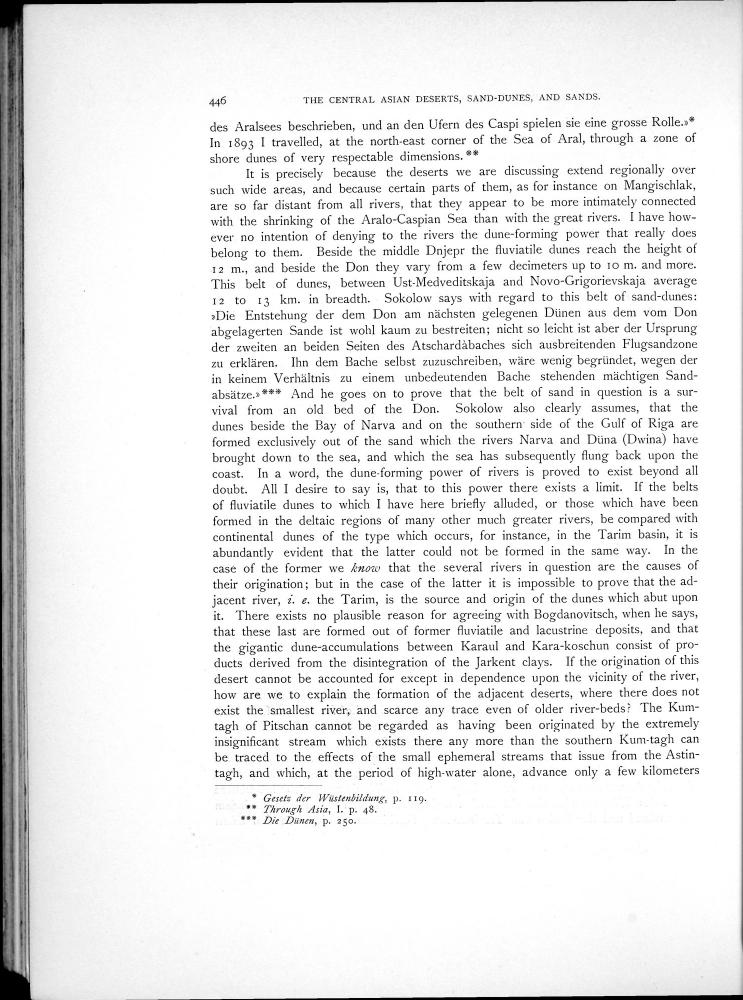 446 THE CENTRAL ASIAN DESERTS, SAND-DUNES, AND SANDS.
des Aralsees beschrieben, und an den Ufern des Caspi spielen sie eine grosse Rolle.»*
In 1893 I travelled, at the north-east corner of the Sea of Aral, through a zone of
shore dunes of very respectable dimensions.**
It is precisely because the deserts we are discussing extend regionally over
such wide areas, and because certain parts of them, as for instance on Mangischlak,
are so far distant from all rivers, that they appear to be more intimately connected
with the shrinking of the Aralo-Caspian Sea than with the great rivers. I have how-
ever no intention of denying to the rivers the dune-forming power that really does
belong to them. Beside the middle Dnjepr the fluviatile dunes reach the height of
12 m., and beside the Don they vary from a few decimeters up to 10 m. and more.
This belt of dunes, between Ust-Medveditskaja and Novo-Grigorievskaja average
12 to 13 km. in breadth. Sokolow says with regard to this belt of sand-dunes:
»Die Entstehung der dem Don am nächsten gelegenen Dünen aus dem vom Don
abgelagerten Sande ist wohl kaum zu bestreiten; nicht so leicht ist aber der Ursprung
der zweiten an beiden Seiten des Atschardàbaches sich ausbreitenden Flugsandzone
zu erklären. Ihn dem Bache selbst zuzuschreiben, wäre wenig begründet, wegen der
in keinem Verhältnis zu einem unbedeutenden Bache stehenden mächtigen Sand-
absätze.»*** And he goes on to prove that the belt of sand in question is a sur-
vival from an old bed of the Don. Sokolow also clearly assumes, that the
dunes beside the Bay of Narva and on the southern side of the Gulf of Riga are
formed exclusively out of the sand which the rivers Narva and Düna (Dwina) have
brought down to the sea, and which the sea has subsequently flung back upon the
coast. In a word, the dune-forming power of rivers is proved to exist beyond all
doubt. All I desire to say is, that to this power there exists a limit. If the belts
of fluviatile dunes to which I have here briefly alluded, or those which have been
formed in the deltaic regions of many other much greater rivers, be compared with
continental dunes of the type which occurs, for instance, in the Tarim basin, it is
abundantly evident that the latter could not be formed in the same way. In the
case of the former we know that the several rivers in question are the causes of
their origination; but in the case of the latter it is impossible to prove that the ad-
jacent river, i. e. the Tarim, is the source and origin of the dunes which abut upon
it. There exists no plausible reason for agreeing with Bogdanovitsch, when he says,
that these last are formed out of former fluviatile and lacustrine deposits, and that
the gigantic dune-accumulations between Karaul and Kara-koschun consist of pro-
ducts derived from the disintegration of the Jarkent clays. If the origination of this
desert cannot be accounted for except in dependence upon the vicinity of the river,
how are we to explain the formation of the adjacent deserts, where there does not
exist the smallest river, and scarce any trace even of older river-beds? The Kum-
tagh of Pitschan cannot be regarded as having been originated by the extremely
insignificant stream which exists there any more than the southern Kum-tagh can
be traced to the effects of the small ephemeral streams that issue from the Astin-
tagh, and which, at the period of high-water alone, advance only a few kilometers
* Gesetz der Wüstenbildung, p. 119.
** Through Asia, I. p. 48.
*** Die Dünen, p. 250.